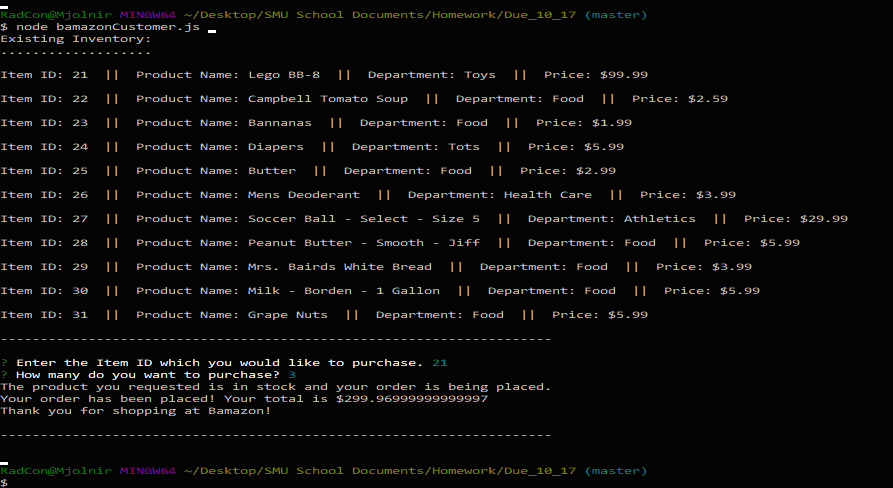 RadCon@Mjolnir MINGW64 ~/Desktop/SMU School Documents/Homework/Due_10_17 (master)
$ node bamazonCustomer.js
Existing Inventory:
...................
Item ID: 21  ||  Product Name: Lego BB-8  ||  Department: Toys  ||  Price: $99.99
Item ID: 22  ||  Product Name: Campbell Tomato Soup  ||  Department: Food  ||  Price: $2.59
Item ID: 23  ||  Product Name: Bannanas  ||  Department: Food  ||  Price: $1.99
Item ID: 24  ||  Product Name: Diapers  ||  Department: Tots  ||  Price: $5.99
Item ID: 25  ||  Product Name: Butter  ||  Department: Food  ||  Price: $2.99
Item ID: 26  ||  Product Name: Mens Deoderant  ||  Department: Health Care  ||  Price: $3.99
Item ID: 27  ||  Product Name: Soccer Ball - Select - Size 5  ||  Department: Athletics  ||  Price: $29.99
Item ID: 28  ||  Product Name: Peanut Butter - Smooth - Jiff  ||  Department: Food  ||  Price: $5.99
Item ID: 29  ||  Product Name: Mrs. Bairds White Bread  ||  Department: Food  ||  Price: $3.99
Item ID: 30  ||  Product Name: Milk - Borden - 1 Gallon  ||  Department: Food  ||  Price: $5.99
Item ID: 31  ||  Product Name: Grape Nuts  ||  Department: Food  ||  Price: $5.99
---------------------------------------------------------------------
? Enter the Item ID which you would like to purchase. 21
? How many do you want to purchase? 3
The product you requested is in stock and your order is being placed.
Your order has been placed! Your total is $299.96999999999997
Thank you for shopping at Bamazon!
---------------------------------------------------------------------
RadCon@Mjolnir MINGW64 ~/Desktop/SMU School Documents/Homework/Due_10_17 (master)
$